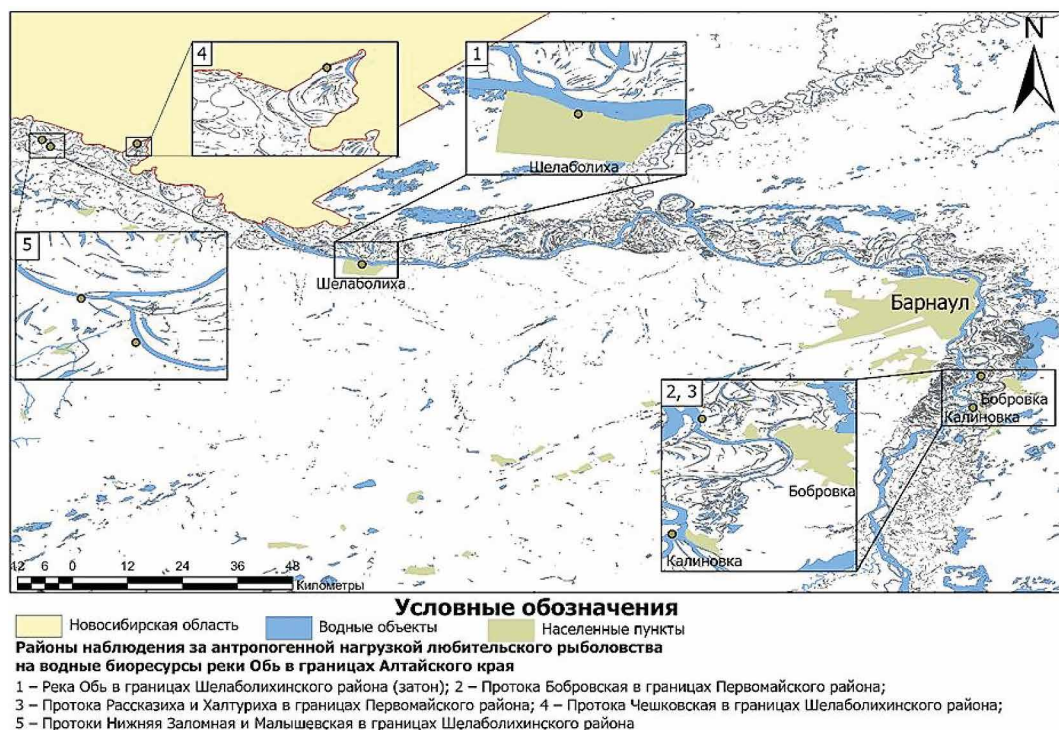 N
4
1
Шелаболиха
5
Шелаболиха
Барнаул
2, 3
Бобровка
Калиновка
Бобровка
Калиновка
12 6 0 12 24 36 48
Километры
Условные обозначения
Новосибирская область Водные объекты Населенные пункты
Районы наблюдения за антропогенной нагрузкой любительского рыболовства
на водные биоресурсы реки Обь в границах Алтайского края
1 – Река Обь в границах Шелаболихинского района (затон); 2 – Протока Бобровская в границах Первомайского района;
3 – Протока Рассказиха и Халтуриха в границах Первомайского района; 4 – Протока Чешковская в границах Шелаболихинского района;
5 – Протоки Нижняя Заломная и Малышевская в границах Шелаболихинского района